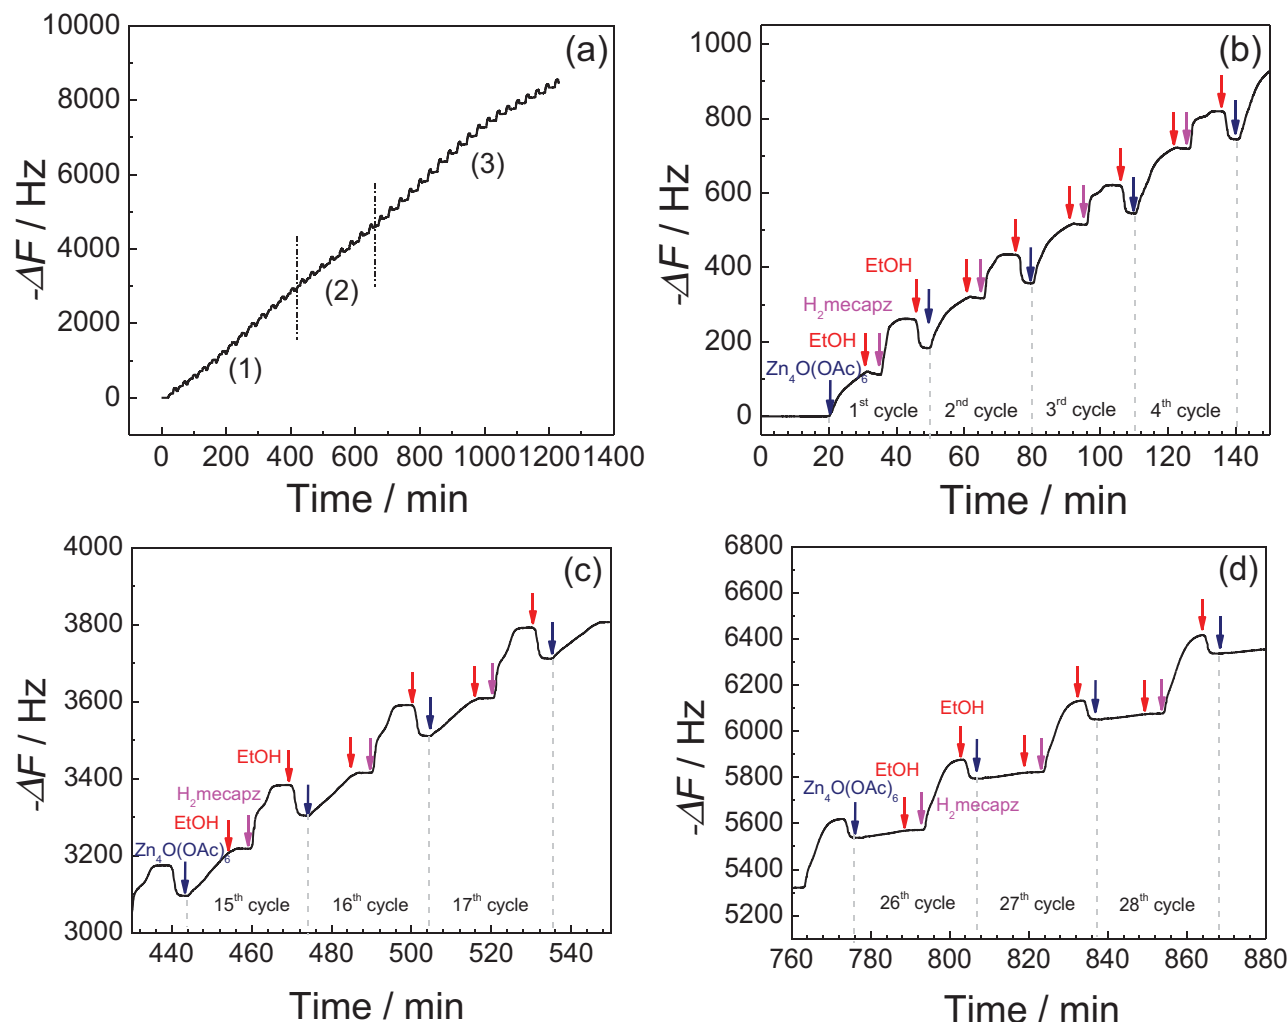 (a)
10000
8000
6000
4000
2000
0
-ΔF / Hz
(1)
(2)
(3)
0 200 400 600 800 1000 1200 1400
Time / min
(b)
1000
800
600
400
200
0
-ΔF / Hz
EtOH
H2mecapz
EtOH
Zn4O(OAc)6
1st cycle 2nd cycle 3rd cycle 4th cycle
0 20 40 60 80 100 120 140
Time / min
(c)
4000
3800
3600
3400
3200
3000
-ΔF / Hz
EtOH
H2mecapz
EtOH
Zn4O(OAc)6
15th cycle 16th cycle 17th cycle
440 460 480 500 520 540
Time / min
(d)
6800
6600
6400
6200
6000
5800
5600
5400
5200
-ΔF / Hz
EtOH
EtOH
Zn4O(OAc)6
H2mecapz
26th cycle 27th cycle 28th cycle
760 780 800 820 840 860 880
Time / min